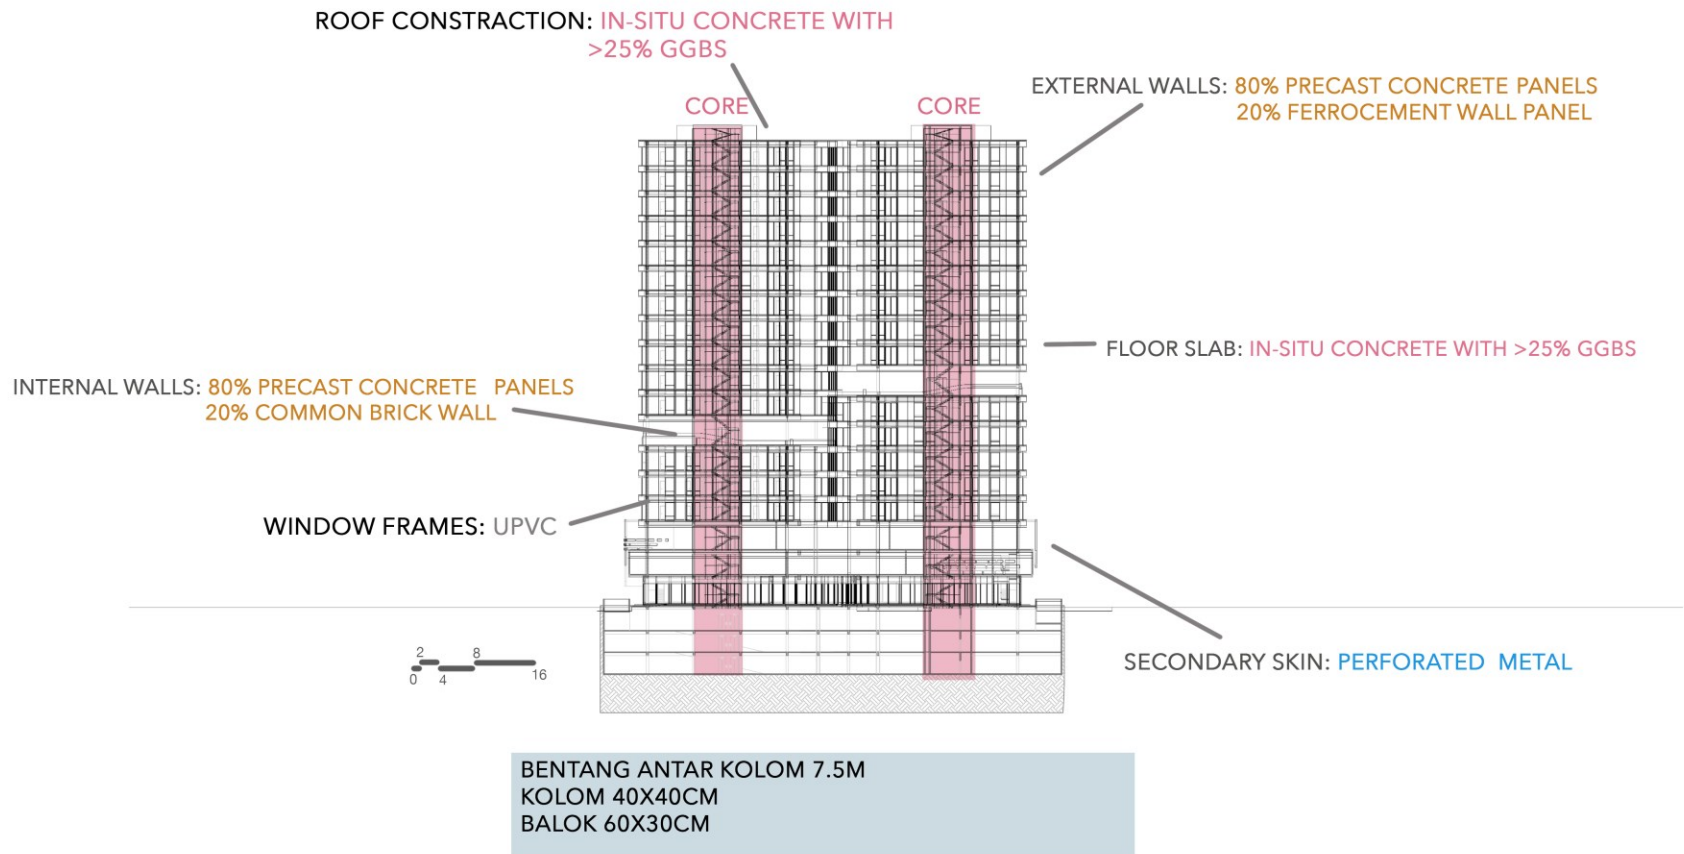 ROOF CONSTRACTION: IN-SITU CONCRETE WITH
>25% GGBS
EXTERNAL WALLS: 80% PRECAST CONCRETE PANELS
20% FERROCEMENT WALL PANEL
CORE
CORE
FLOOR SLAB: IN-SITU CONCRETE WITH >25% GGBS
INTERNAL WALLS: 80% PRECAST CONCRETE PANELS
20% COMMON BRICK WALL
WINDOW FRAMES: UPVC
SECONDARY SKIN: PERFORATED METAL
2 8
0 4 16
BENTANG ANTAR KOLOM 7.5M
KOLOM 40X40CM
BALOK 60X30CM